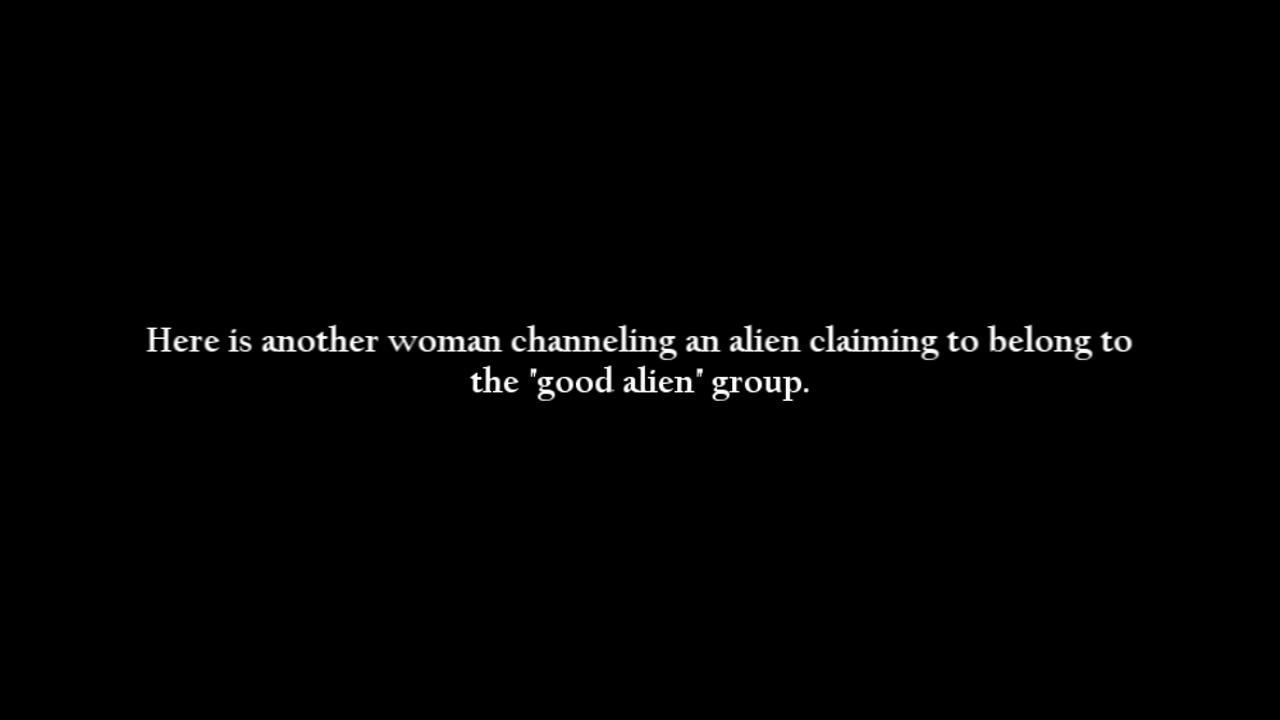 Here is another woman channeling an alien claiming to belong to
the "good alien" group.